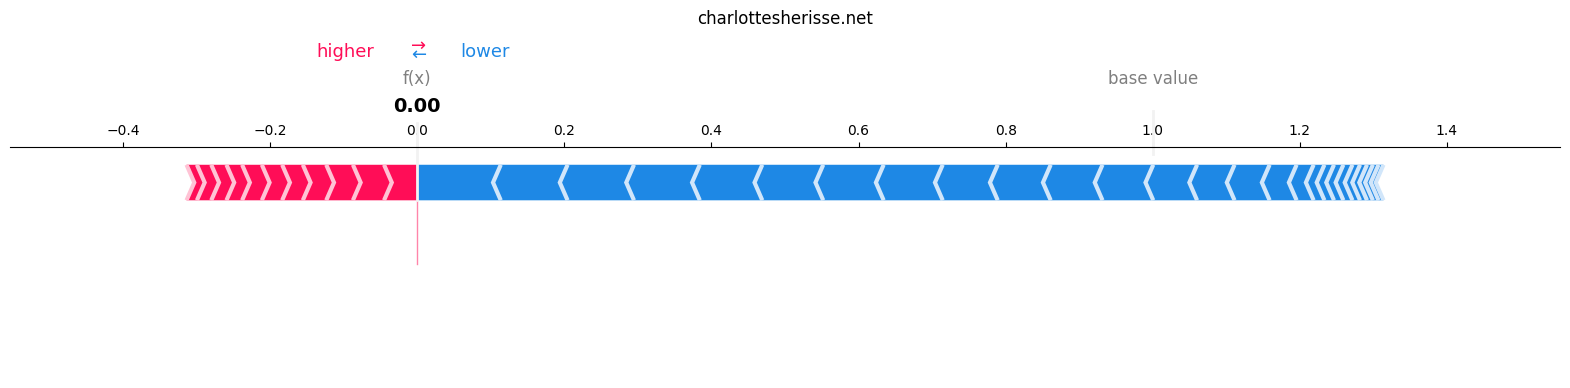 charlottesherisse.net
higher ⇄ lower
f(x) base value
0.00
−0.4 −0.2 0.0 0.2 0.4 0.6 0.8 1.0 1.2 1.4